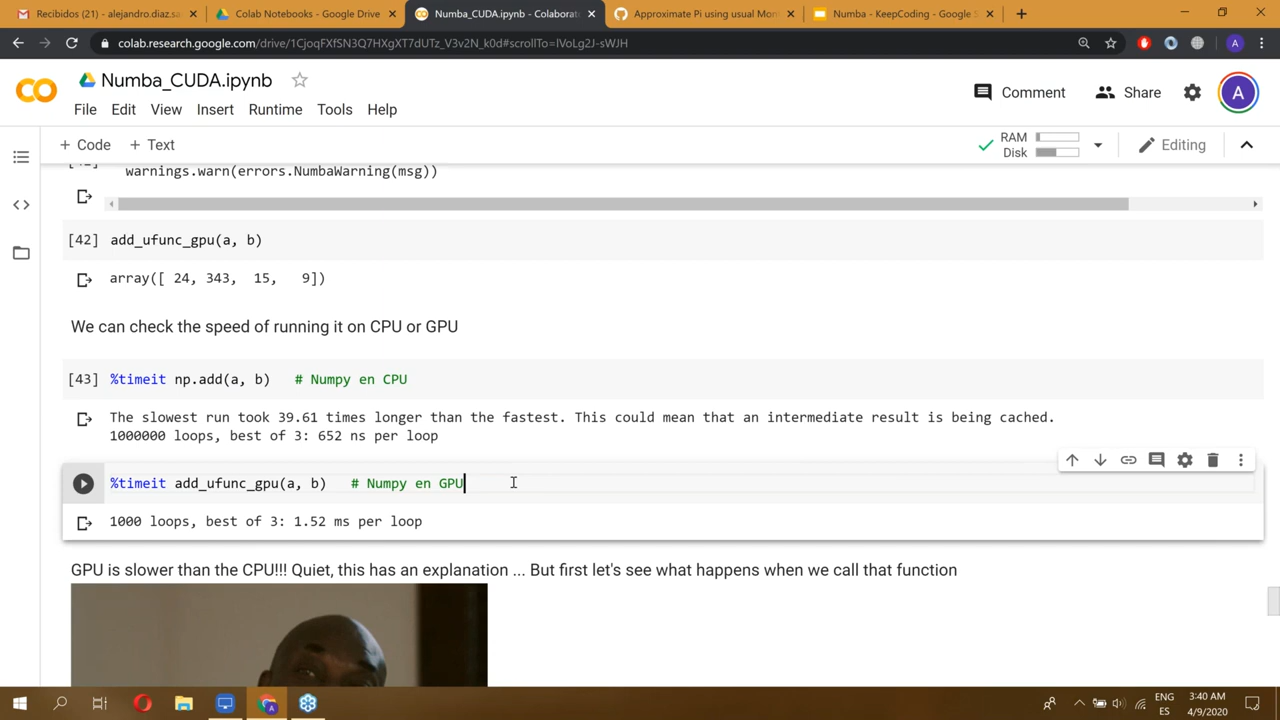 Recibidos (21) - alejandro.diaz.sa
Colab Notebooks - Google Drive
Numba_CUDA.ipynb - Colaborat
Approximate Pi using usual Mon
Numba - KeepCoding - Google S
colab.research.google.com/drive/1CjoqFXfSN3Q7HXgXT7dUTz_V3v2N_k0d#scrollTo=IVoLg2J-sWJH
A
Numba_CUDA.ipynb
Comment
Share
A
File Edit View Insert Runtime Tools Help
+ Code + Text
RAM
Disk
Editing
warnings.warn(errors.NumbaWarning(msg))
[42] add_ufunc_gpu(a, b)
array([ 24, 343, 15, 9])
We can check the speed of running it on CPU or GPU
[43] %timeit np.add(a, b) # Numpy en CPU
The slowest run took 39.61 times longer than the fastest. This could mean that an intermediate result is being cached.
1000000 loops, best of 3: 652 ns per loop
%timeit add_ufunc_gpu(a, b) # Numpy en GPU
1000 loops, best of 3: 1.52 ms per loop
GPU is slower than the CPU!!! Quiet, this has an explanation ... But first let's see what happens when we call that function
ENG
ES
3:40 AM
4/9/2020